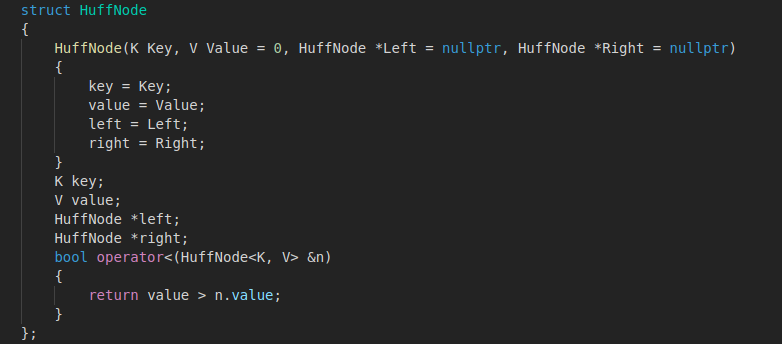 struct HuffNode
{
    HuffNode(K Key, V Value = 0, HuffNode *Left = nullptr, HuffNode *Right = nullptr)
    {
        key = Key;
        value = Value;
        left = Left;
        right = Right;
    }
    K key;
    V value;
    HuffNode *left;
    HuffNode *right;
    bool operator<(HuffNode<K, V> &n)
    {
        return value > n.value;
    }
};